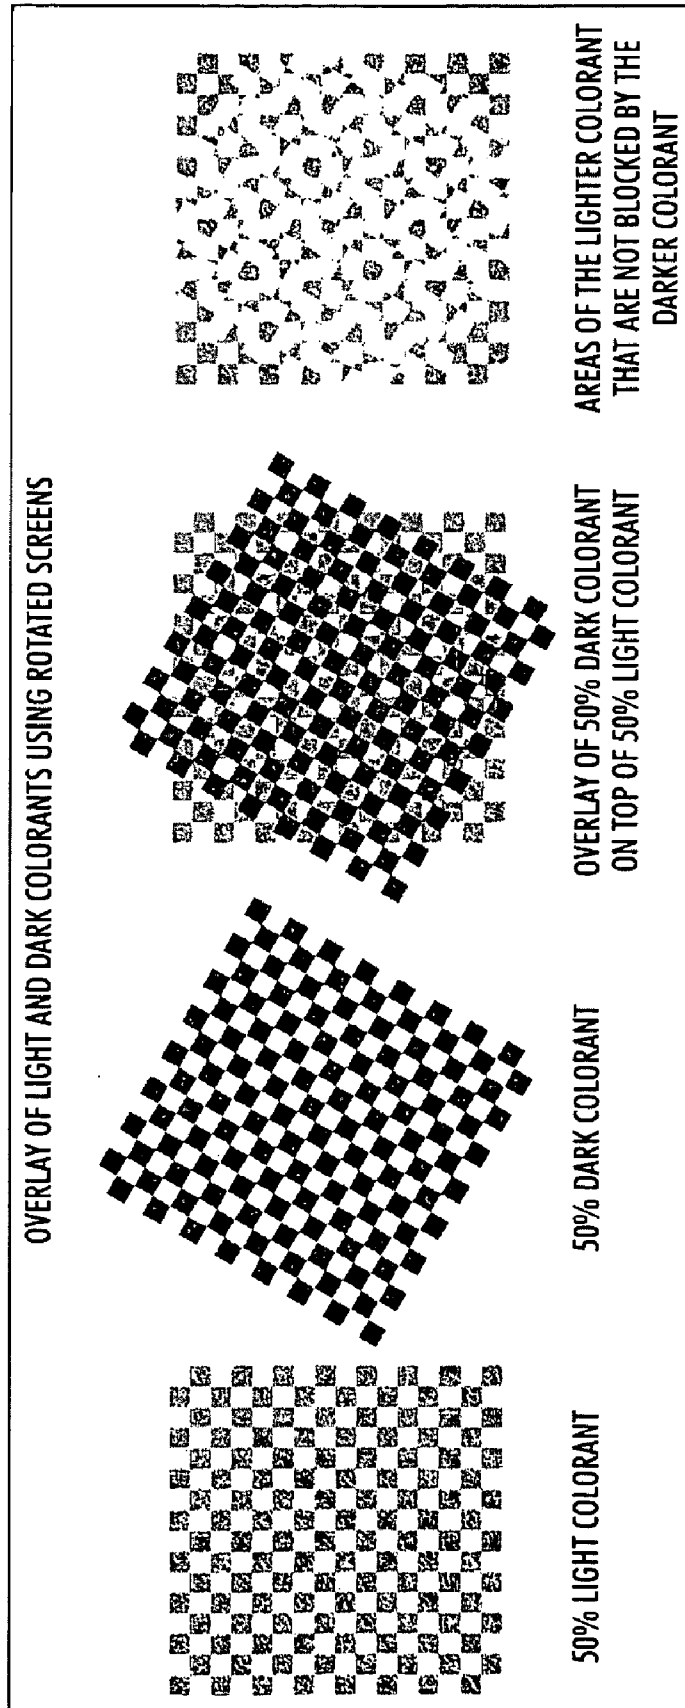 OVERLAY OF LIGHT AND DARK COLORANTS USING ROTATED SCREENS
50% LIGHT COLORANT
50% DARK COLORANT
OVERLAY OF 50% DARK COLORANT
ON TOP OF 50% LIGHT COLORANT
AREAS OF THE LIGHTER COLORANT
THAT ARE NOT BLOCKED BY THE
DARKER COLORANT